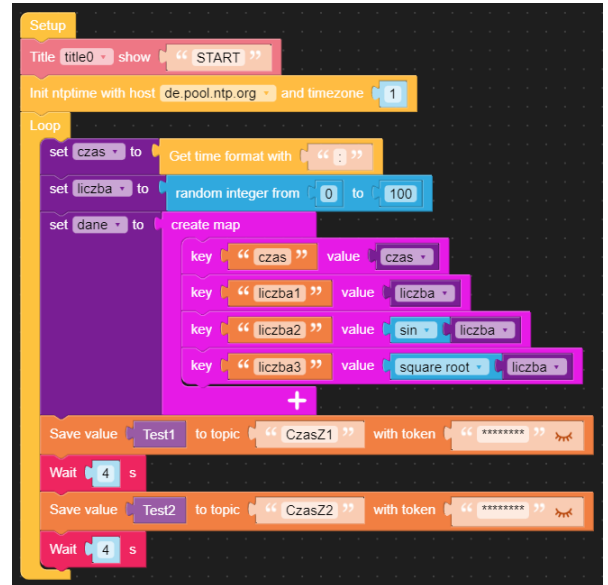 Setup
Title title0 show “ START ”
Init ntptime with host de.pool.ntp.org and timezone 1
Loop
set czas to Get time format with “ : ”
set liczba to random integer from 0 to 100
set dane to create map
key “ czas ” value czas
key “ liczba1 ” value liczba
key “ liczba2 ” value sin liczba
key “ liczba3 ” value square root liczba
+
Save value Test1 to topic “ CzasZ1 ” with token “ ******** ”
Wait 4 s
Save value Test2 to topic “ CzasZ2 ” with token “ ******** ”
Wait 4 s